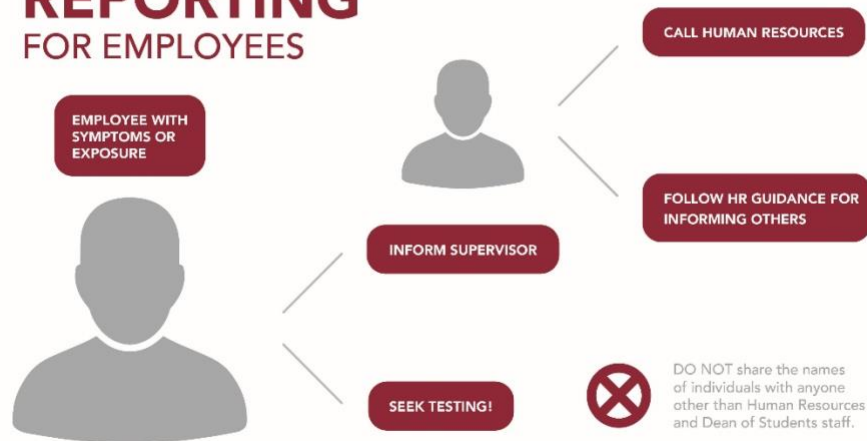 REPORTING
FOR EMPLOYEES
EMPLOYEE WITH
SYMPTOMS OR
EXPOSURE
INFORM SUPERVISOR
SEEK TESTING!
CALL HUMAN RESOURCES
FOLLOW HR GUIDANCE FOR
INFORMING OTHERS
DO NOT share the names
of individuals with anyone
other than Human Resources
and Dean of Students staff.